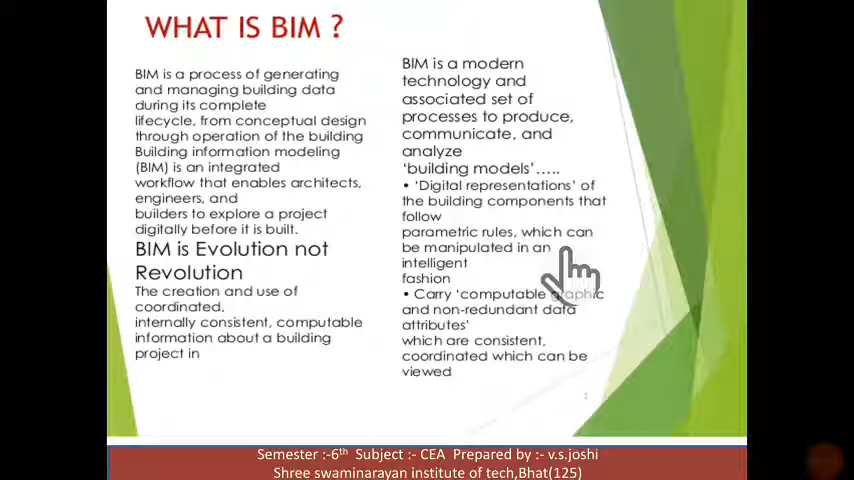 WHAT IS BIM ?
BIM is a process of generating
and managing building data
during its complete
lifecycle, from conceptual design
through operation of the building
Building information modeling
(BIM) is an integrated
workflow that enables architects,
engineers, and
builders to explore a project
digitally before it is built.
BIM is Evolution not
Revolution
The creation and use of
coordinated,
internally consistent, computable
information about a building
project in
BIM is a modern
technology and
associated set of
processes to produce,
communicate, and
analyze
‘building models’…..
• ‘Digital representations’ of
the building components that
follow
parametric rules, which can
be manipulated in an
intelligent
fashion
• Carry ‘computable graphic
and non-redundant data
attributes’
which are consistent,
coordinated which can be
viewed
Semester :-6th Subject :- CEA Prepared by :- v.s.joshi
Shree swaminarayan institute of tech,Bhat(125)